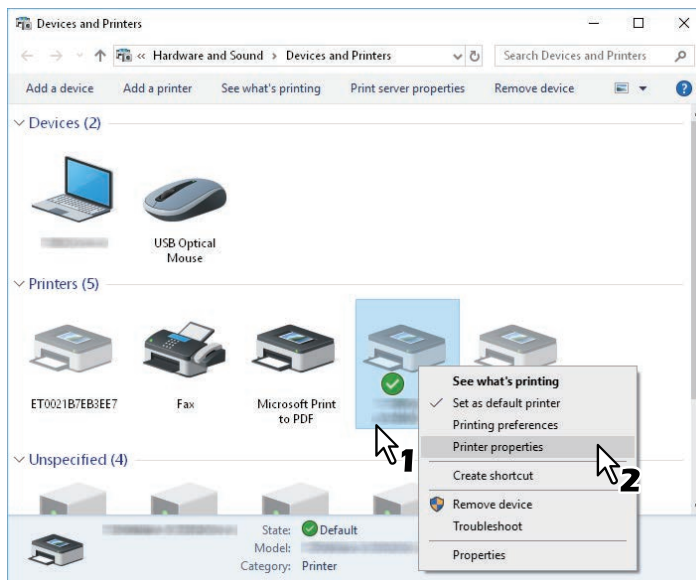 Devices and Printers
« Hardware and Sound > Devices and Printers
Search Devices and Printers
Add a device Add a printer See what's printing Print server properties Remove device
Devices (2)
USB Optical
Mouse
Printers (5)
ET0021B7EB3EE7 Fax Microsoft Print
to PDF
See what's printing
Set as default printer
Printing preferences
Printer properties
Create shortcut
Remove device
Troubleshoot
Properties
1
2
Unspecified (4)
State: Default
Model:
Category: Printer